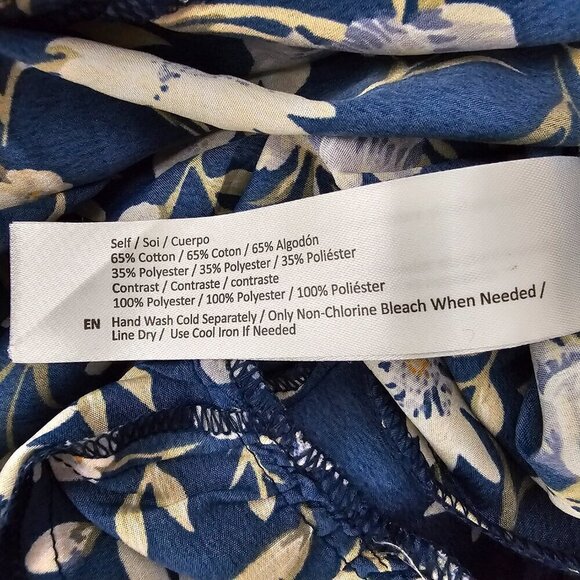 Self / Soi / Cuerpo
65% Cotton / 65% Coton / 65% Algodón
35% Polyester / 35% Polyester / 35% Poliéster
Contrast / Contraste / contraste
100% Polyester / 100% Polyester / 100% Poliéster
EN Hand Wash Cold Separately / Only Non-Chlorine Bleach When Needed /
Line Dry / Use Cool Iron If Needed